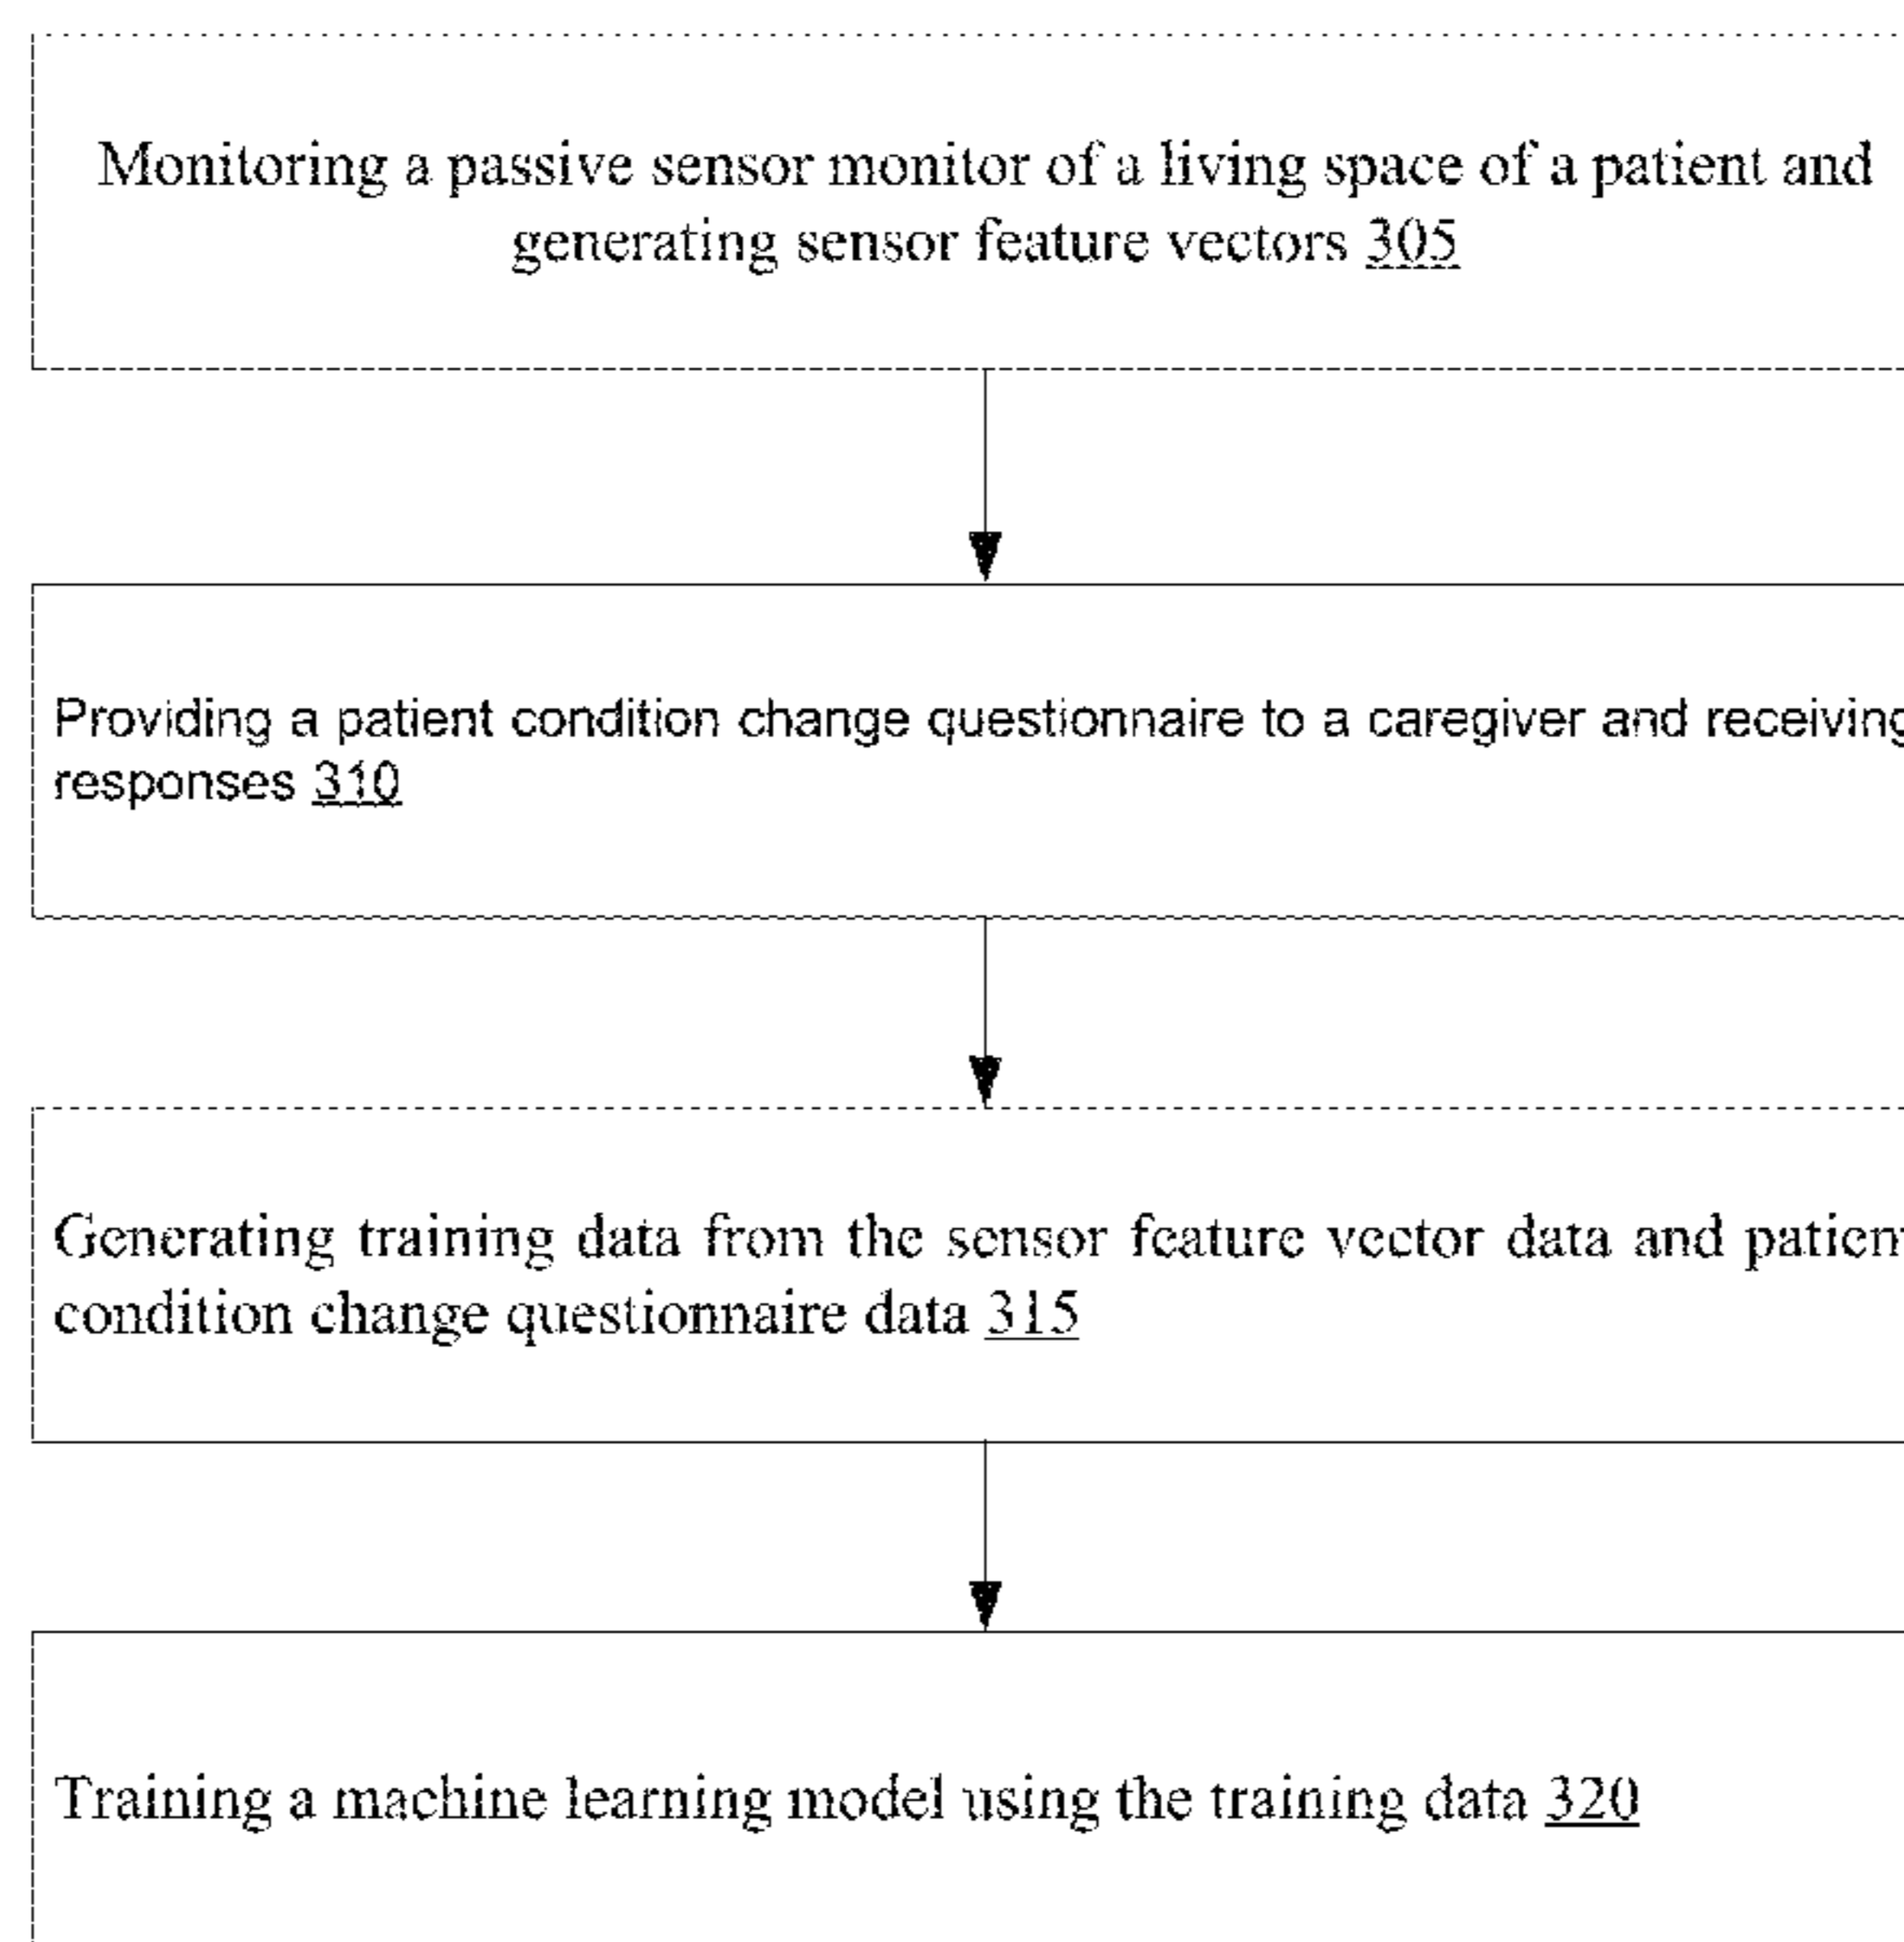 Monitoring a passive sensor monitor of a living space of a patient and
generating sensor feature vectors 305
Providing a patient condition change questionnaire to a caregiver and receiving
responses 310
Generating training data from the sensor feature vector data and patient
condition change questionnaire data 315
Training a machine learning model using the training data 320